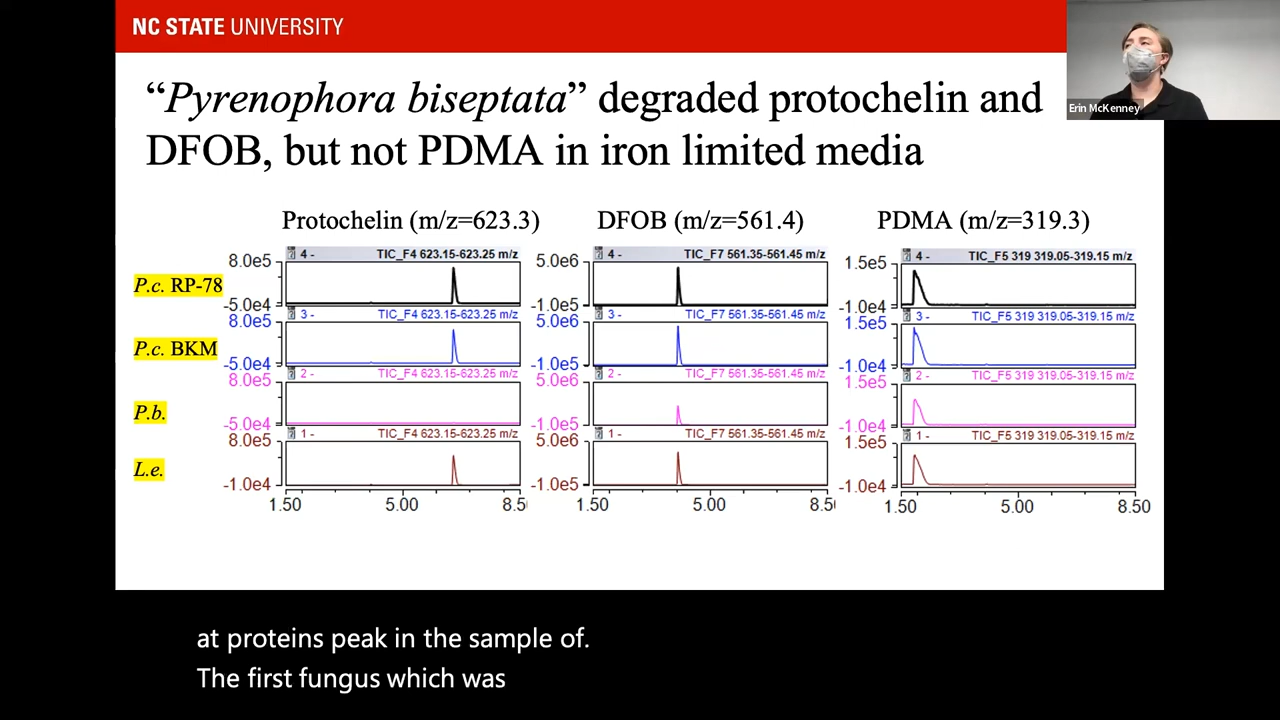 NC STATE UNIVERSITY
Erin McKenney
“Pyrenophora biseptata” degraded protochelin and
DFOB, but not PDMA in iron limited media
Protochelin (m/z=623.3) DFOB (m/z=561.4) PDMA (m/z=319.3)
P.c. RP-78
8.0e5 4 - TIC_F4 623.15-623.25 m/z
-5.0e4
5.0e6 4 - TIC_F7 561.35-561.45 m/z
-1.0e5
1.5e5 4 - TIC_F5 319 319.05-319.15 m/z
-1.0e4
P.c. BKM
8.0e5 3 - TIC_F4 623.15-623.25 m/z
-5.0e4
5.0e6 3 - TIC_F7 561.35-561.45 m/z
-1.0e5
1.5e5 3 - TIC_F5 319 319.05-319.15 m/z
-1.0e4
P.b.
8.0e5 2 - TIC_F4 623.15-623.25 m/z
-5.0e4
5.0e6 2 - TIC_F7 561.35-561.45 m/z
-1.0e5
1.5e5 2 - TIC_F5 319 319.05-319.15 m/z
-1.0e4
L.e.
8.0e5 1 - TIC_F4 623.15-623.25 m/z
-1.0e4
5.0e6 1 - TIC_F7 561.35-561.45 m/z
-1.0e5
1.5e5 1 - TIC_F5 319 319.05-319.15 m/z
-1.0e4
1.50 5.00 8.5
1.50 5.00 8.5
1.50 5.00 8.50
at proteins peak in the sample of.
The first fungus which was